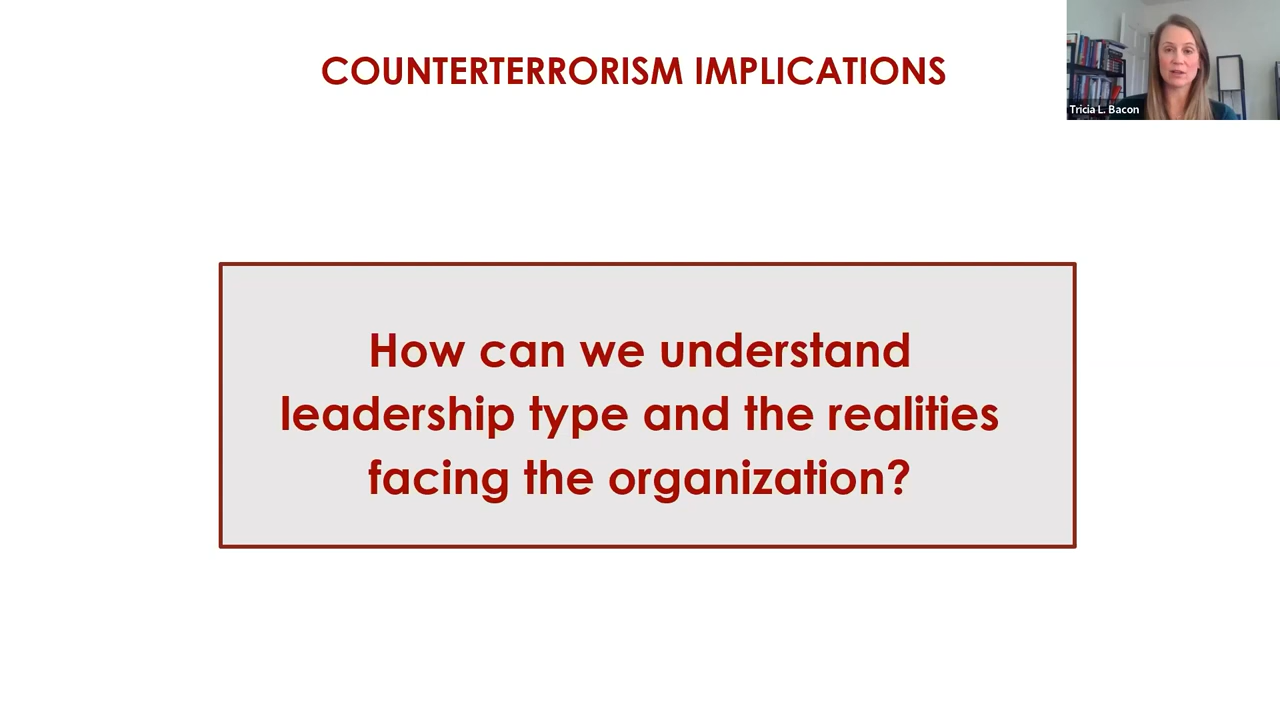 COUNTERTERRORISM IMPLICATIONS
Tricia L. Bacon
How can we understand
leadership type and the realities
facing the organization?